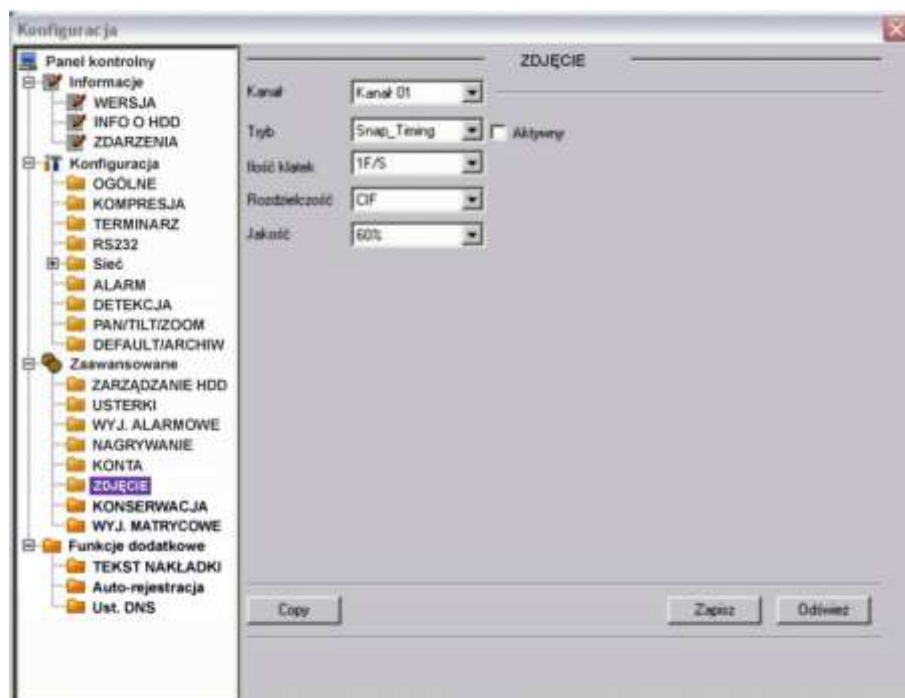 Konfiguracja
Panel kontrolny
Informacje
WERSJA
INFO O HDD
ZDARZENIA
Konfiguracja
OGÓLNE
KOMPRESJA
TERMINARZ
RS232
Sieć
ALARM
DETEKCJA
PAN/TILT/ZOOM
DEFAULT/ARCHIW
Zaawansowane
ZARZĄDZANIE HDD
USTERKI
WYJ. ALARMOWE
NAGRYWANIE
KONTA
ZDJĘCIE
KONSERWACJA
WYJ. MATRYCOWE
Funkcje dodatkowe
TEKST NAKŁADKI
Auto-rejestracja
Ust. DNS
ZDJĘCIE
Kanał Kanał 01
Tryb Snap_Timing Aktywny
Ilość klatek 1F/S
Rozdzielczość CIF
Jakość 60%
Copy Zapisz Odśwież